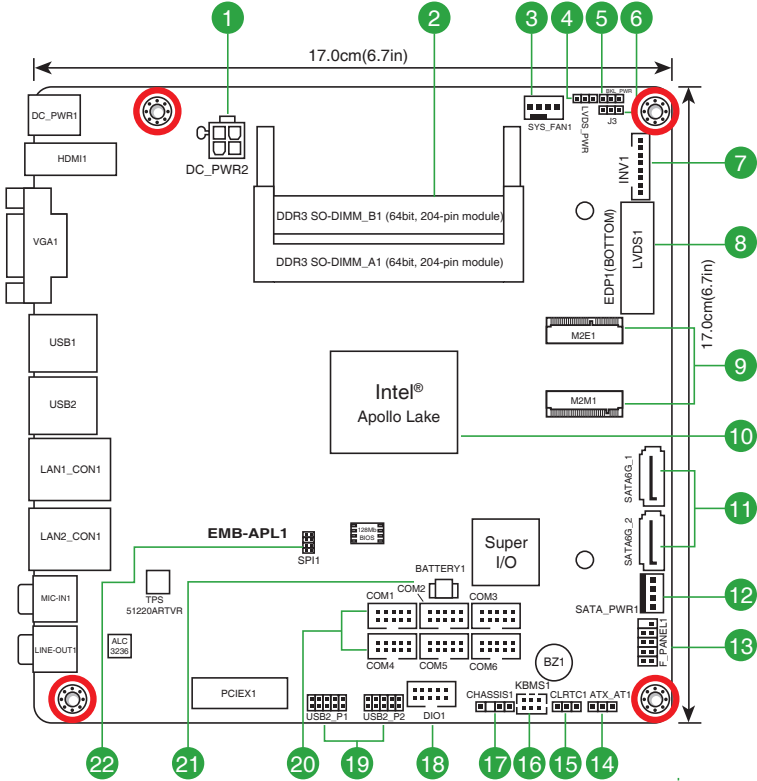 1 2 3 4 5 6
17.0cm(6.7in)
DC_PWR1
HDMI1
VGA1
USB1
USB2
LAN1_CON1
LAN2_CON1
MIC-IN1
LINE-OUT1
DC_PWR2
SYS_FAN1
LVDS_PWR
BKL_PWR
J3
INV1
7
DDR3 SO-DIMM_B1 (64bit, 204-pin module)
DDR3 SO-DIMM_A1 (64bit, 204-pin module)
EDP1(BOTTOM)
LVDS1
8
17.0cm(6.7in)
M2E1
9
M2M1
Intel®
Apollo Lake
10
SATA6G_1
11
SATA6G_2
EMB-APL1
SPI1
128Mb
BIOS
Super
I/O
BATTERY1
TPS
51220ARTVR
ALC
3236
COM1
COM2
COM3
COM4
COM5
COM6
SATA_PWR1
12
F_PANEL1
13
BZ1
PCIEX1
USB2_P1
USB2_P2
DIO1
CHASSIS1
KBMS1
CLRTC1
ATX_AT1
22 21 20 19 18 17 16 15 14